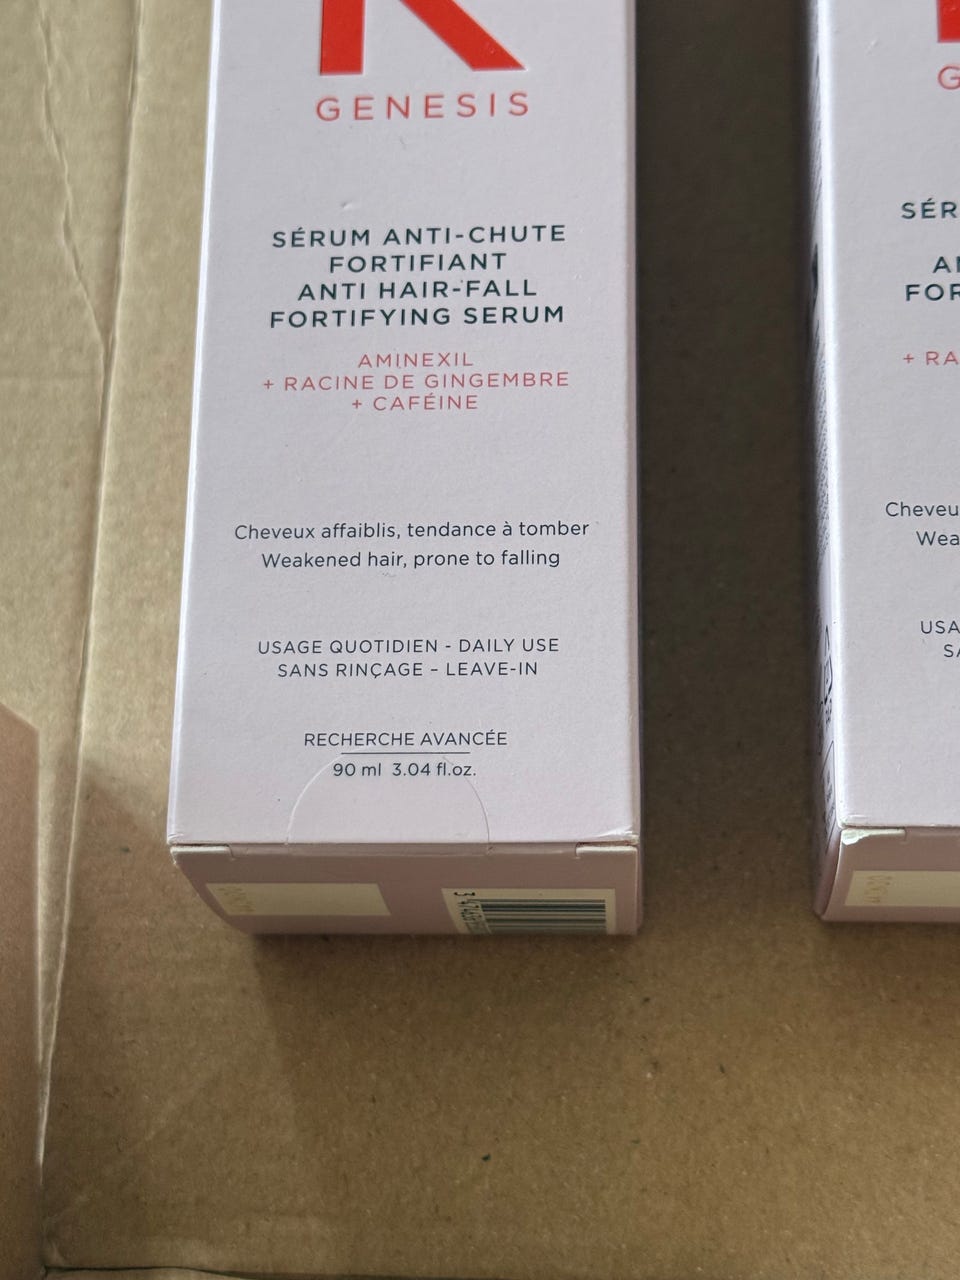 K
GENESIS
SÉRUM ANTI-CHUTE
FORTIFIANT
ANTI HAIR-FALL
FORTIFYING SERUM
AMINEXIL
+ RACINE DE GINGEMBRE
+ CAFÉINE
Cheveux affaiblis, tendance à tomber
Weakened hair, prone to falling
USAGE QUOTIDIEN - DAILY USE
SANS RINÇAGE – LEAVE-IN
RECHERCHE AVANCÉE
90 ml 3.04 fl.oz.
G
SÉR
AN
FOR
+ RA
Cheveu
Wea
USA
SA